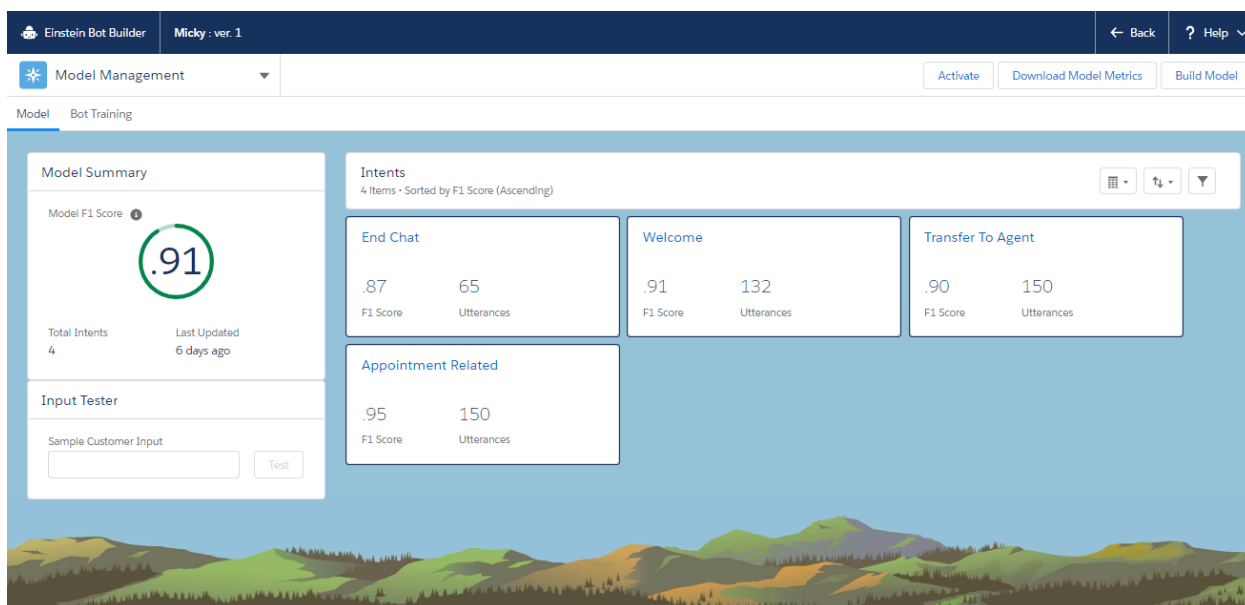 Einstein Bot Builder
Micky : ver. 1
Back
? Help
Model Management
Activate
Download Model Metrics
Build Model
Model
Bot Training
Model Summary
Model F1 Score
.91
Total Intents
Last Updated
4
6 days ago
Input Tester
Sample Customer Input
Test
Intents
4 Items • Sorted by F1 Score (Ascending)
End Chat
.87
65
F1 Score
Utterances
Welcome
.91
132
F1 Score
Utterances
Transfer To Agent
.90
150
F1 Score
Utterances
Appointment Related
.95
150
F1 Score
Utterances